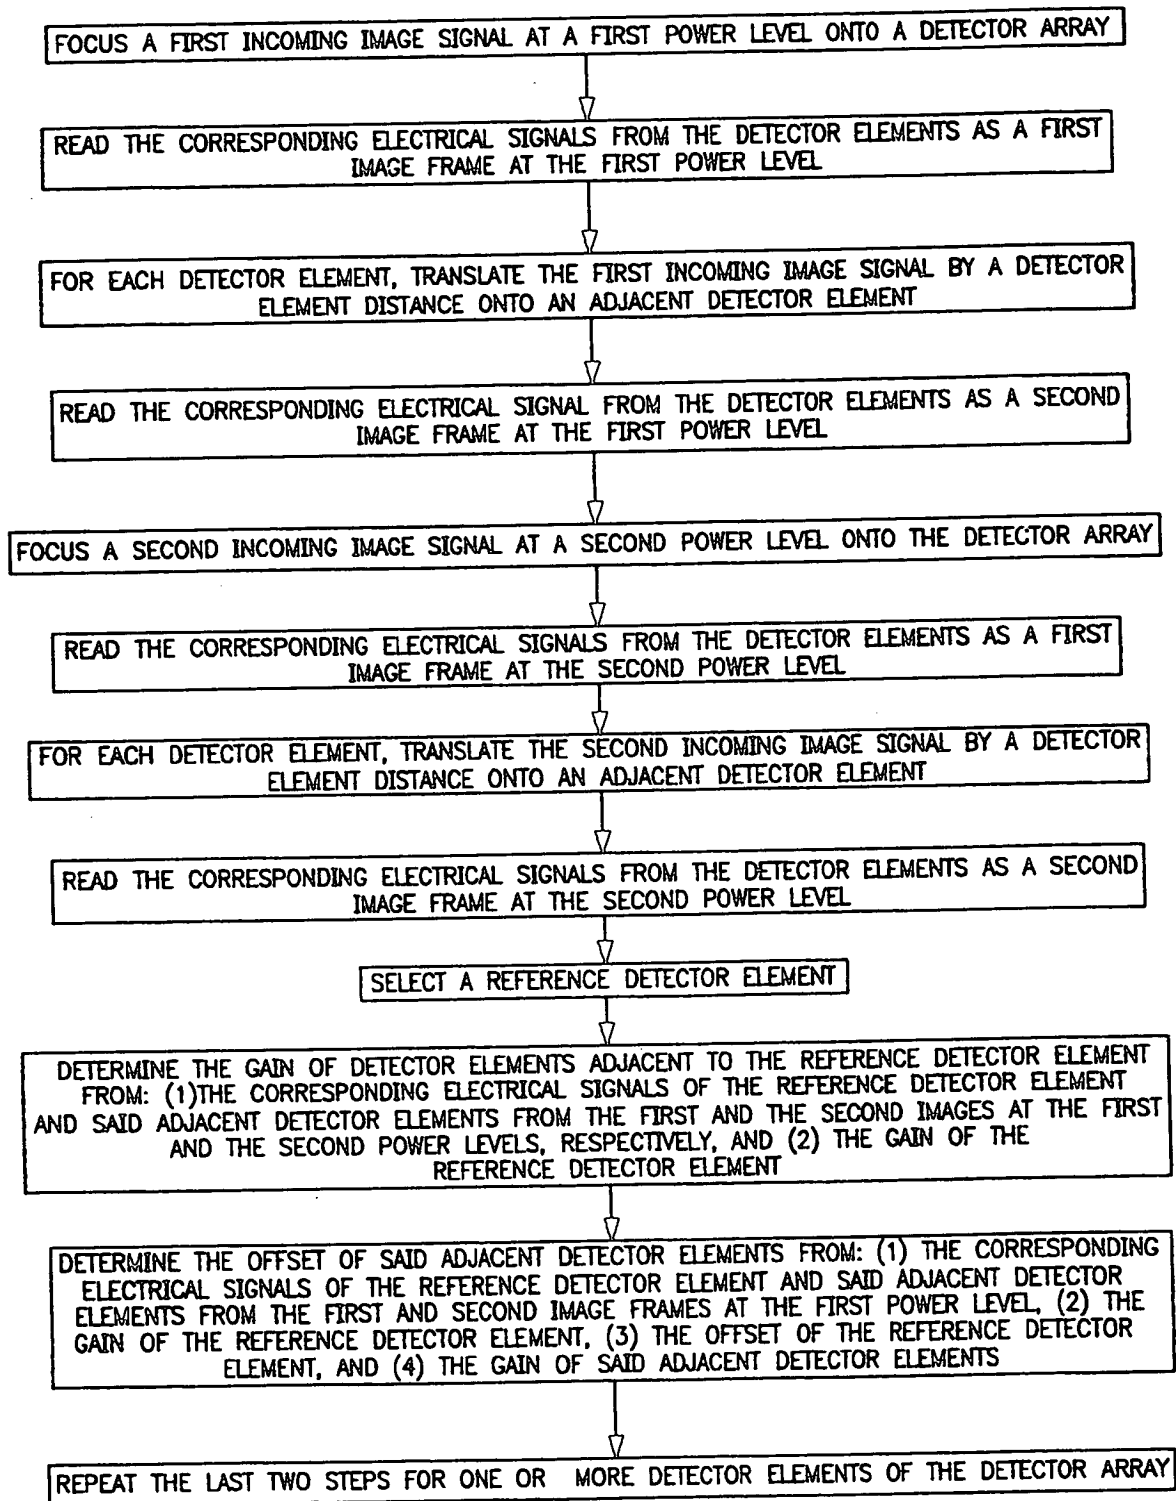 FOCUS A FIRST INCOMING IMAGE SIGNAL AT A FIRST POWER LEVEL ONTO A DETECTOR ARRAY
READ THE CORRESPONDING ELECTRICAL SIGNALS FROM THE DETECTOR ELEMENTS AS A FIRST
IMAGE FRAME AT THE FIRST POWER LEVEL
FOR EACH DETECTOR ELEMENT, TRANSLATE THE FIRST INCOMING IMAGE SIGNAL BY A DETECTOR
ELEMENT DISTANCE ONTO AN ADJACENT DETECTOR ELEMENT
READ THE CORRESPONDING ELECTRICAL SIGNAL FROM THE DETECTOR ELEMENTS AS A SECOND
IMAGE FRAME AT THE FIRST POWER LEVEL
FOCUS A SECOND INCOMING IMAGE SIGNAL AT A SECOND POWER LEVEL ONTO THE DETECTOR ARRAY
READ THE CORRESPONDING ELECTRICAL SIGNALS FROM THE DETECTOR ELEMENTS AS A FIRST
IMAGE FRAME AT THE SECOND POWER LEVEL
FOR EACH DETECTOR ELEMENT, TRANSLATE THE SECOND INCOMING IMAGE SIGNAL BY A DETECTOR
ELEMENT DISTANCE ONTO AN ADJACENT DETECTOR ELEMENT
READ THE CORRESPONDING ELECTRICAL SIGNALS FROM THE DETECTOR ELEMENTS AS A SECOND
IMAGE FRAME AT THE SECOND POWER LEVEL
SELECT A REFERENCE DETECTOR ELEMENT
DETERMINE THE GAIN OF DETECTOR ELEMENTS ADJACENT TO THE REFERENCE DETECTOR ELEMENT
FROM: (1)THE CORRESPONDING ELECTRICAL SIGNALS OF THE REFERENCE DETECTOR ELEMENT
AND SAID ADJACENT DETECTOR ELEMENTS FROM THE FIRST AND THE SECOND IMAGES AT THE FIRST
AND THE SECOND POWER LEVELS, RESPECTIVELY, AND (2) THE GAIN OF THE
REFERENCE DETECTOR ELEMENT
DETERMINE THE OFFSET OF SAID ADJACENT DETECTOR ELEMENTS FROM: (1) THE CORRESPONDING
ELECTRICAL SIGNALS OF THE REFERENCE DETECTOR ELEMENT AND SAID ADJACENT DETECTOR
ELEMENTS FROM THE FIRST AND SECOND IMAGE FRAMES AT THE FIRST POWER LEVEL, (2) THE
GAIN OF THE REFERENCE DETECTOR ELEMENT, (3) THE OFFSET OF THE REFERENCE DETECTOR
ELEMENT, AND (4) THE GAIN OF SAID ADJACENT DETECTOR ELEMENTS
REPEAT THE LAST TWO STEPS FOR ONE OR MORE DETECTOR ELEMENTS OF THE DETECTOR ARRAY